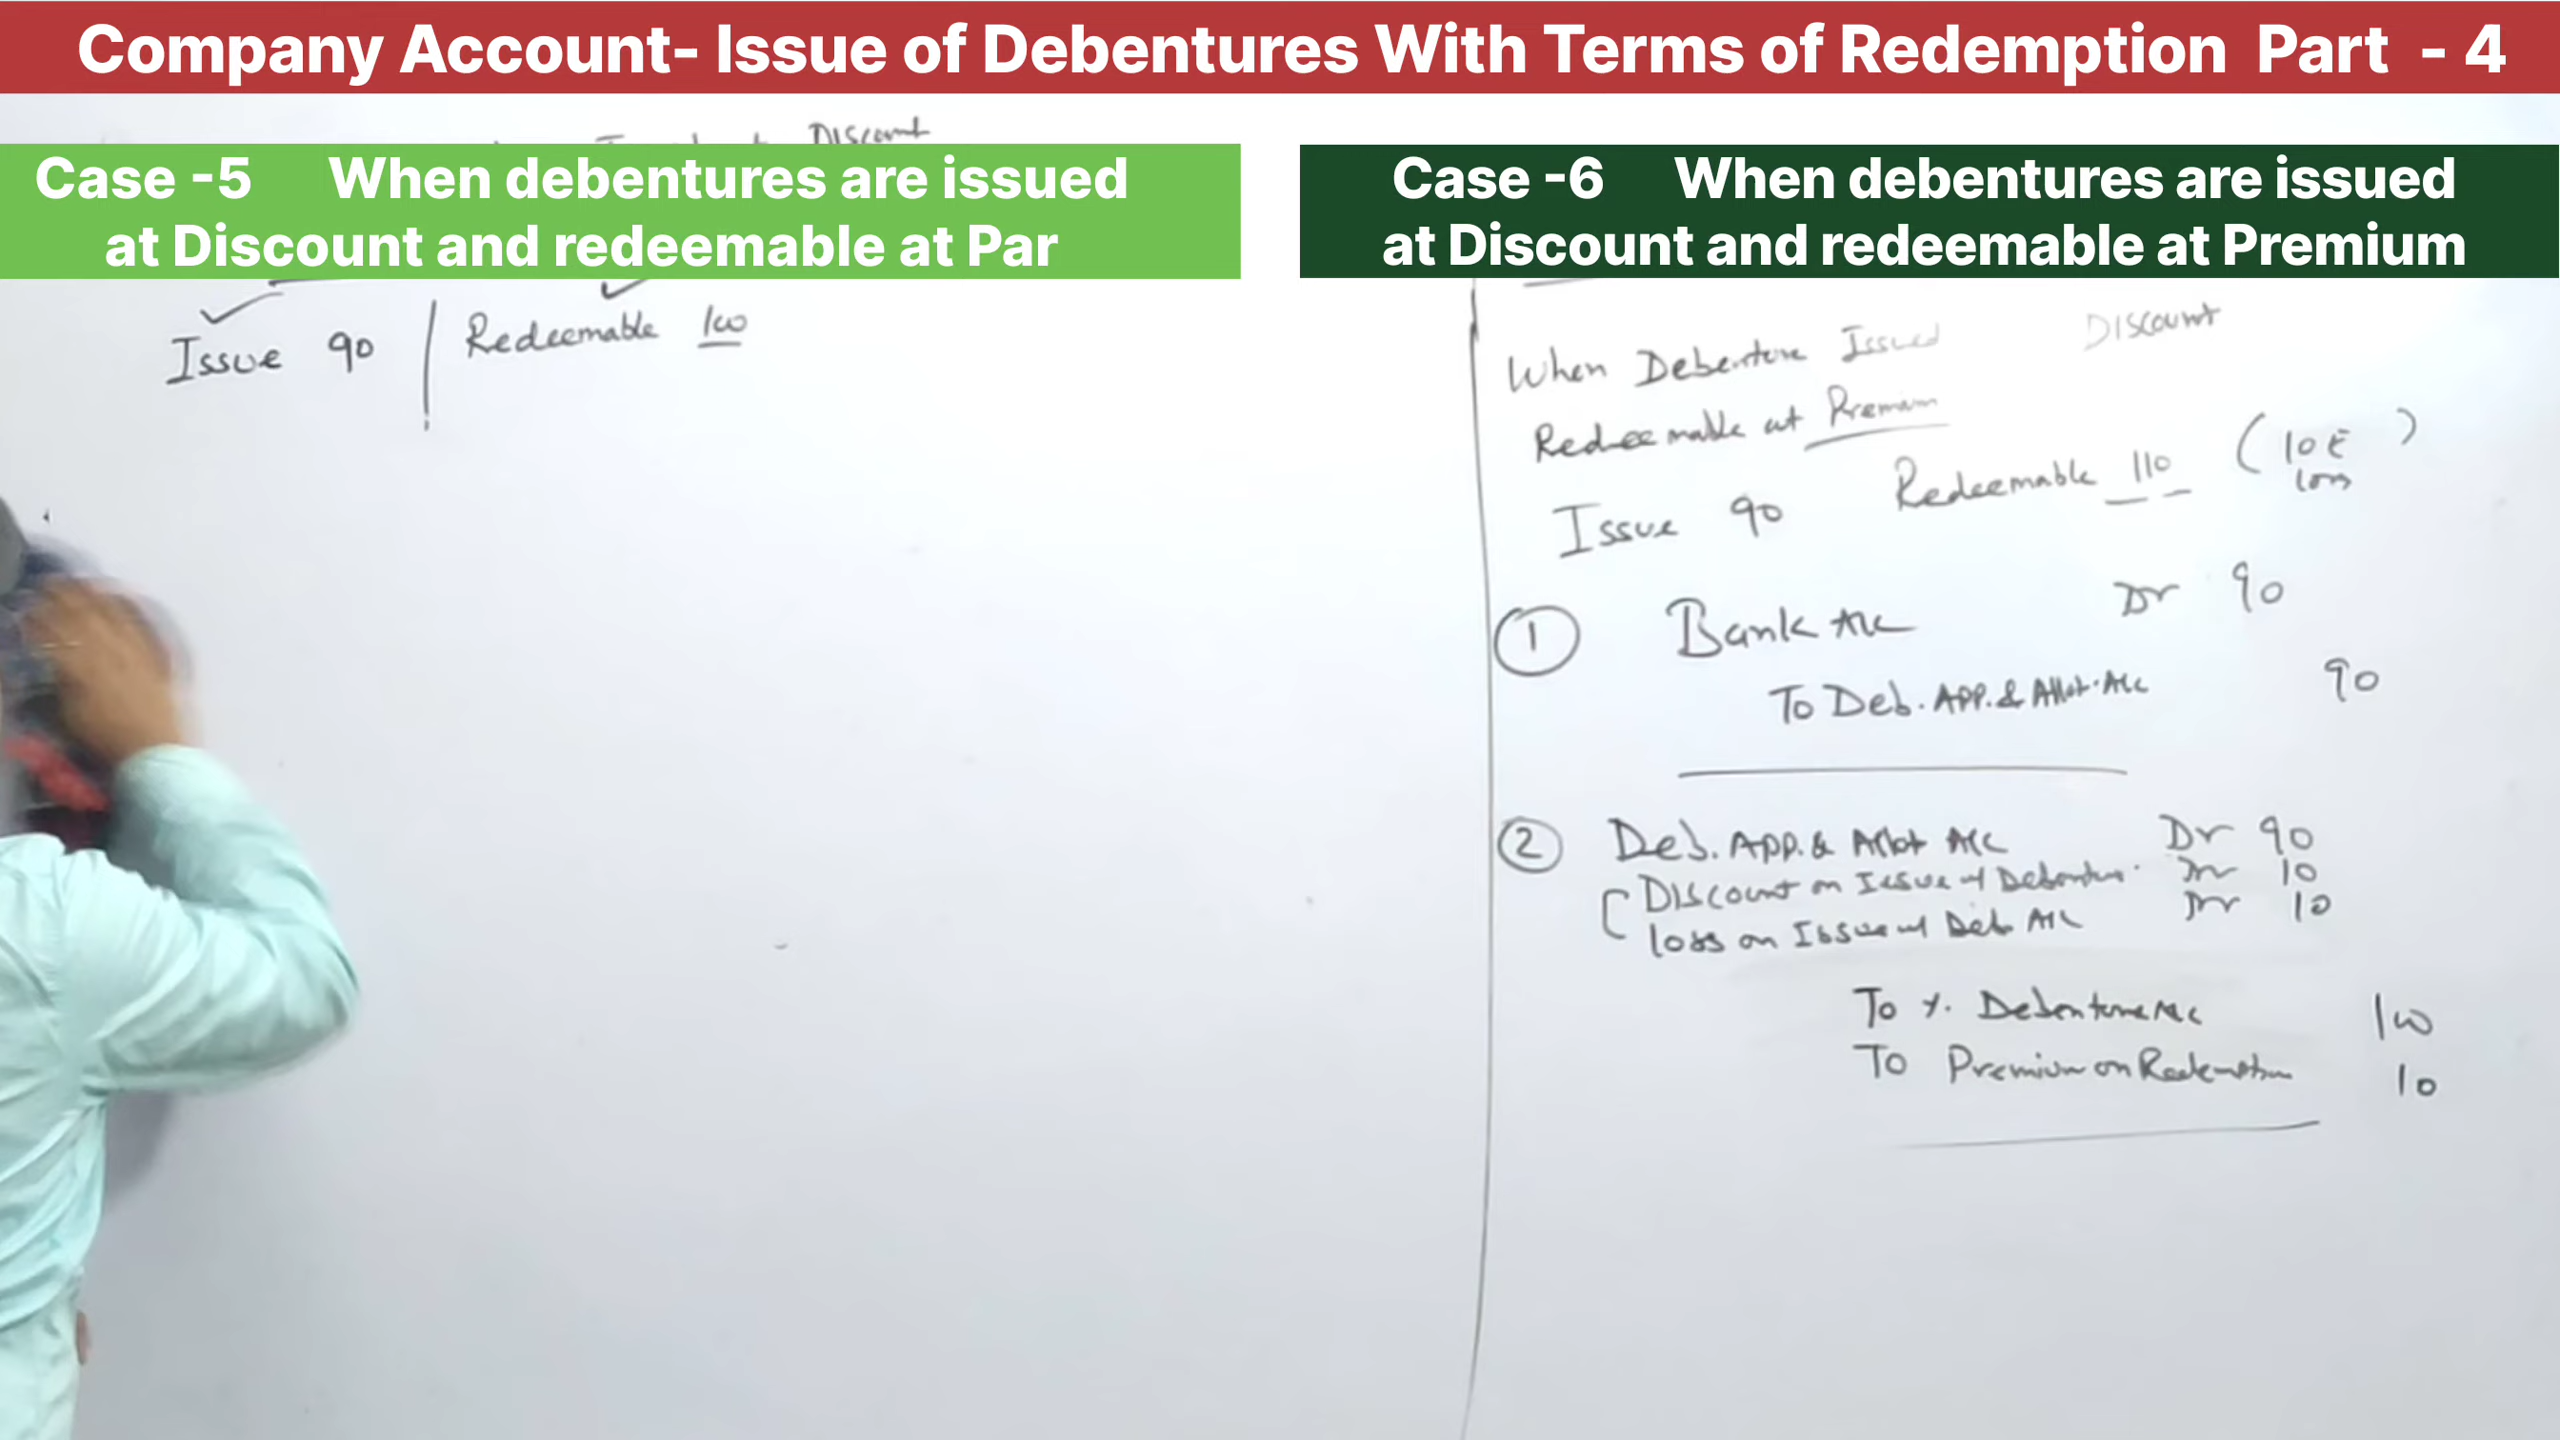 Company Account- Issue of Debentures With Terms of Redemption Part - 4
Discount
Case -5 When debentures are issued
at Discount and redeemable at Par
Issue 90 | Redeemable 100
Case -6 When debentures are issued
at Discount and redeemable at Premium
When Debenture Issued Discount
Redeemable at Premium
Issue 90 Redeemable 110 (10
loss)
1 Bank A/c Dr 90
To Deb. App. & Allot. A/c 90
2 Deb. App. & Allot A/c Dr 90
Discount on Issue of Debenture Dr 10
loss on Issue of Deb A/c Dr 10
To %. Debenture A/c 100
To Premium on Redemption 10